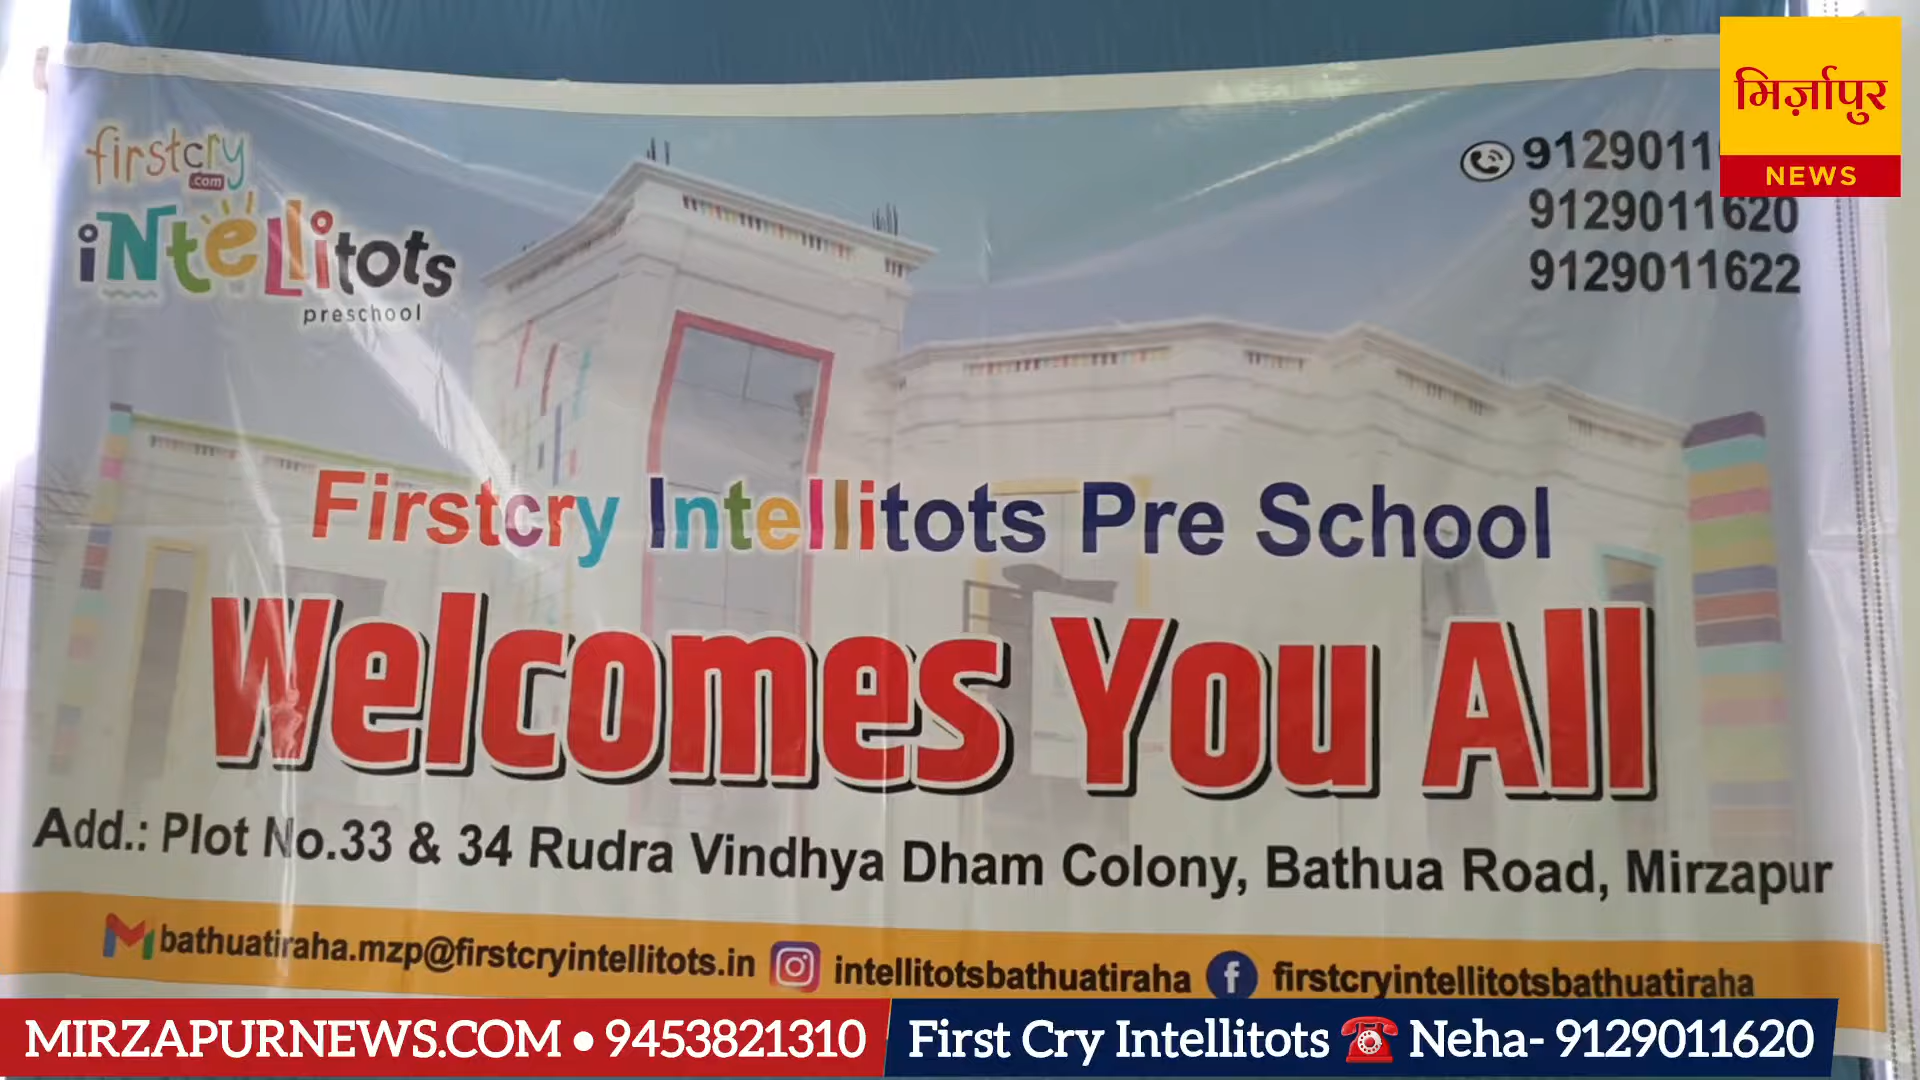 मिर्ज़ापुर
NEWS
firstcry
.com
intellitots
preschool
9129011620
9129011622
Firstcry Intellitots Pre School
Welcomes You All
Add.: Plot No.33 & 34 Rudra Vindhya Dham Colony, Bathua Road, Mirzapur
bathuatiraha.mzp@firstcryintellitots.in intellitotsbathuatiraha firstcryintellitotsbathuatiraha
MIRZAPURNEWS.COM • 9453821310 First Cry Intellitots ☎ Neha- 9129011620